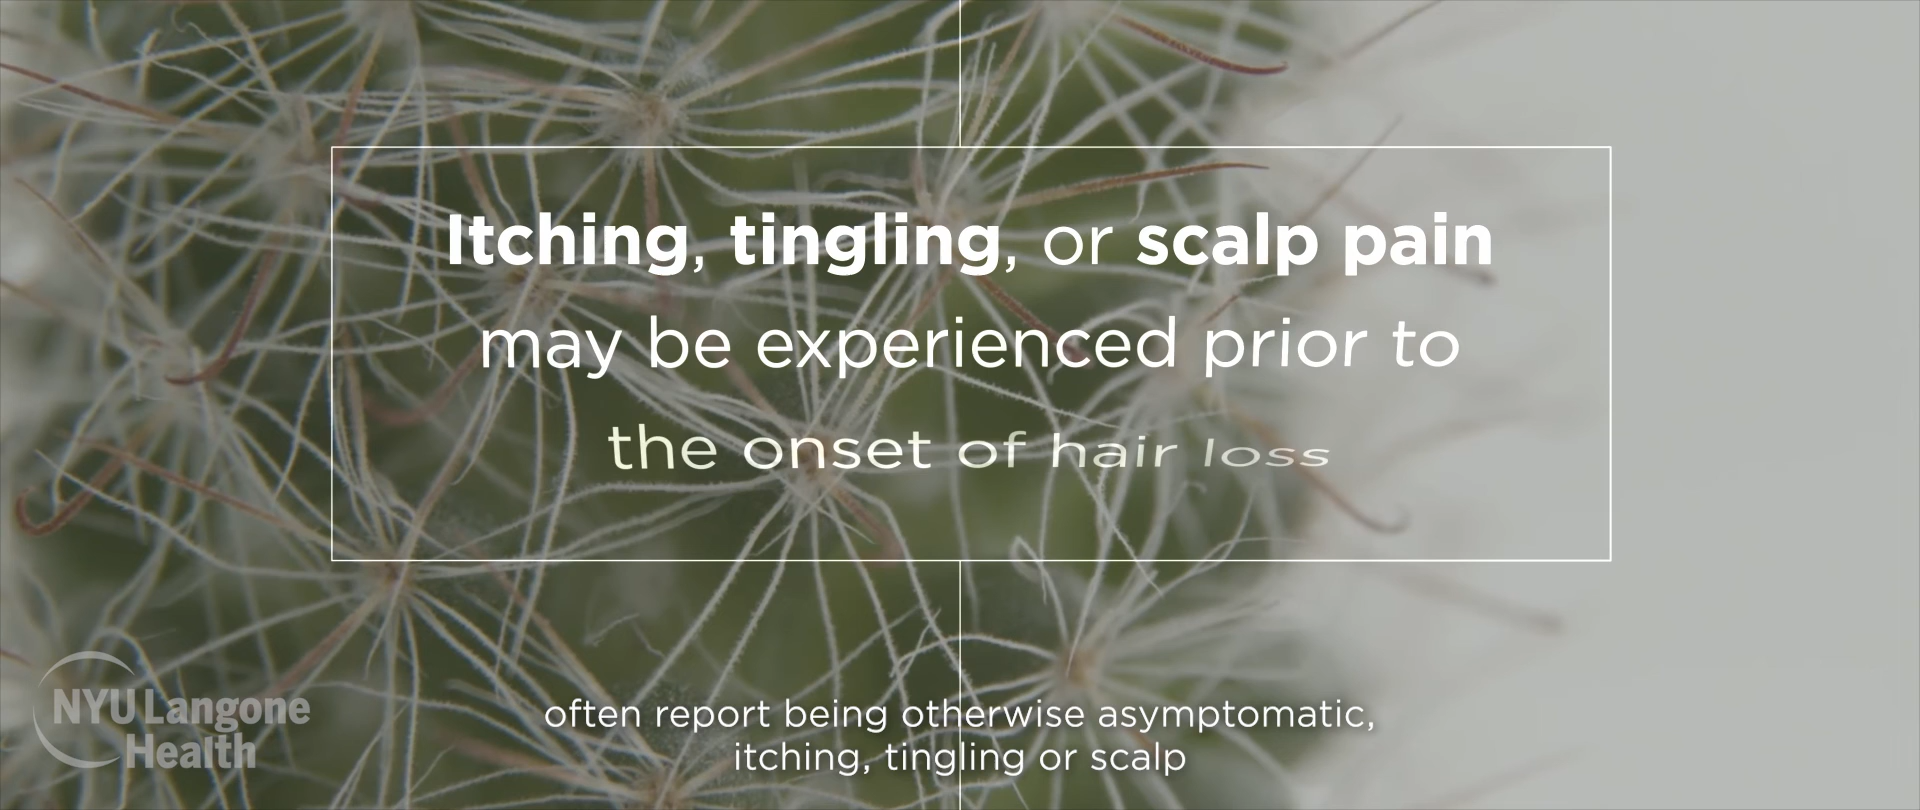 Itching, tingling, or scalp pain
may be experienced prior to
the onset of hair loss
often report being otherwise asymptomatic,
itching, tingling or scalp
NYU Langone
Health